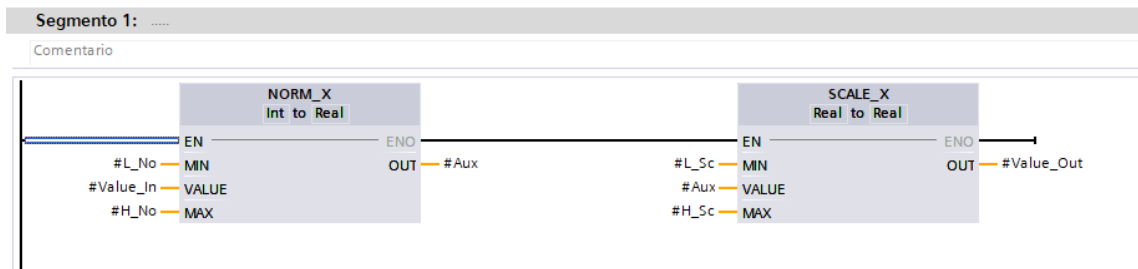 Segmento 1: .....
Comentario
NORM_X
Int to Real
EN
ENO
#L_No
MIN
OUT
#Aux
#Value_In
VALUE
#H_No
MAX
SCALE_X
Real to Real
EN
ENO
#L_Sc
MIN
OUT
#Value_Out
#Aux
VALUE
#H_Sc
MAX